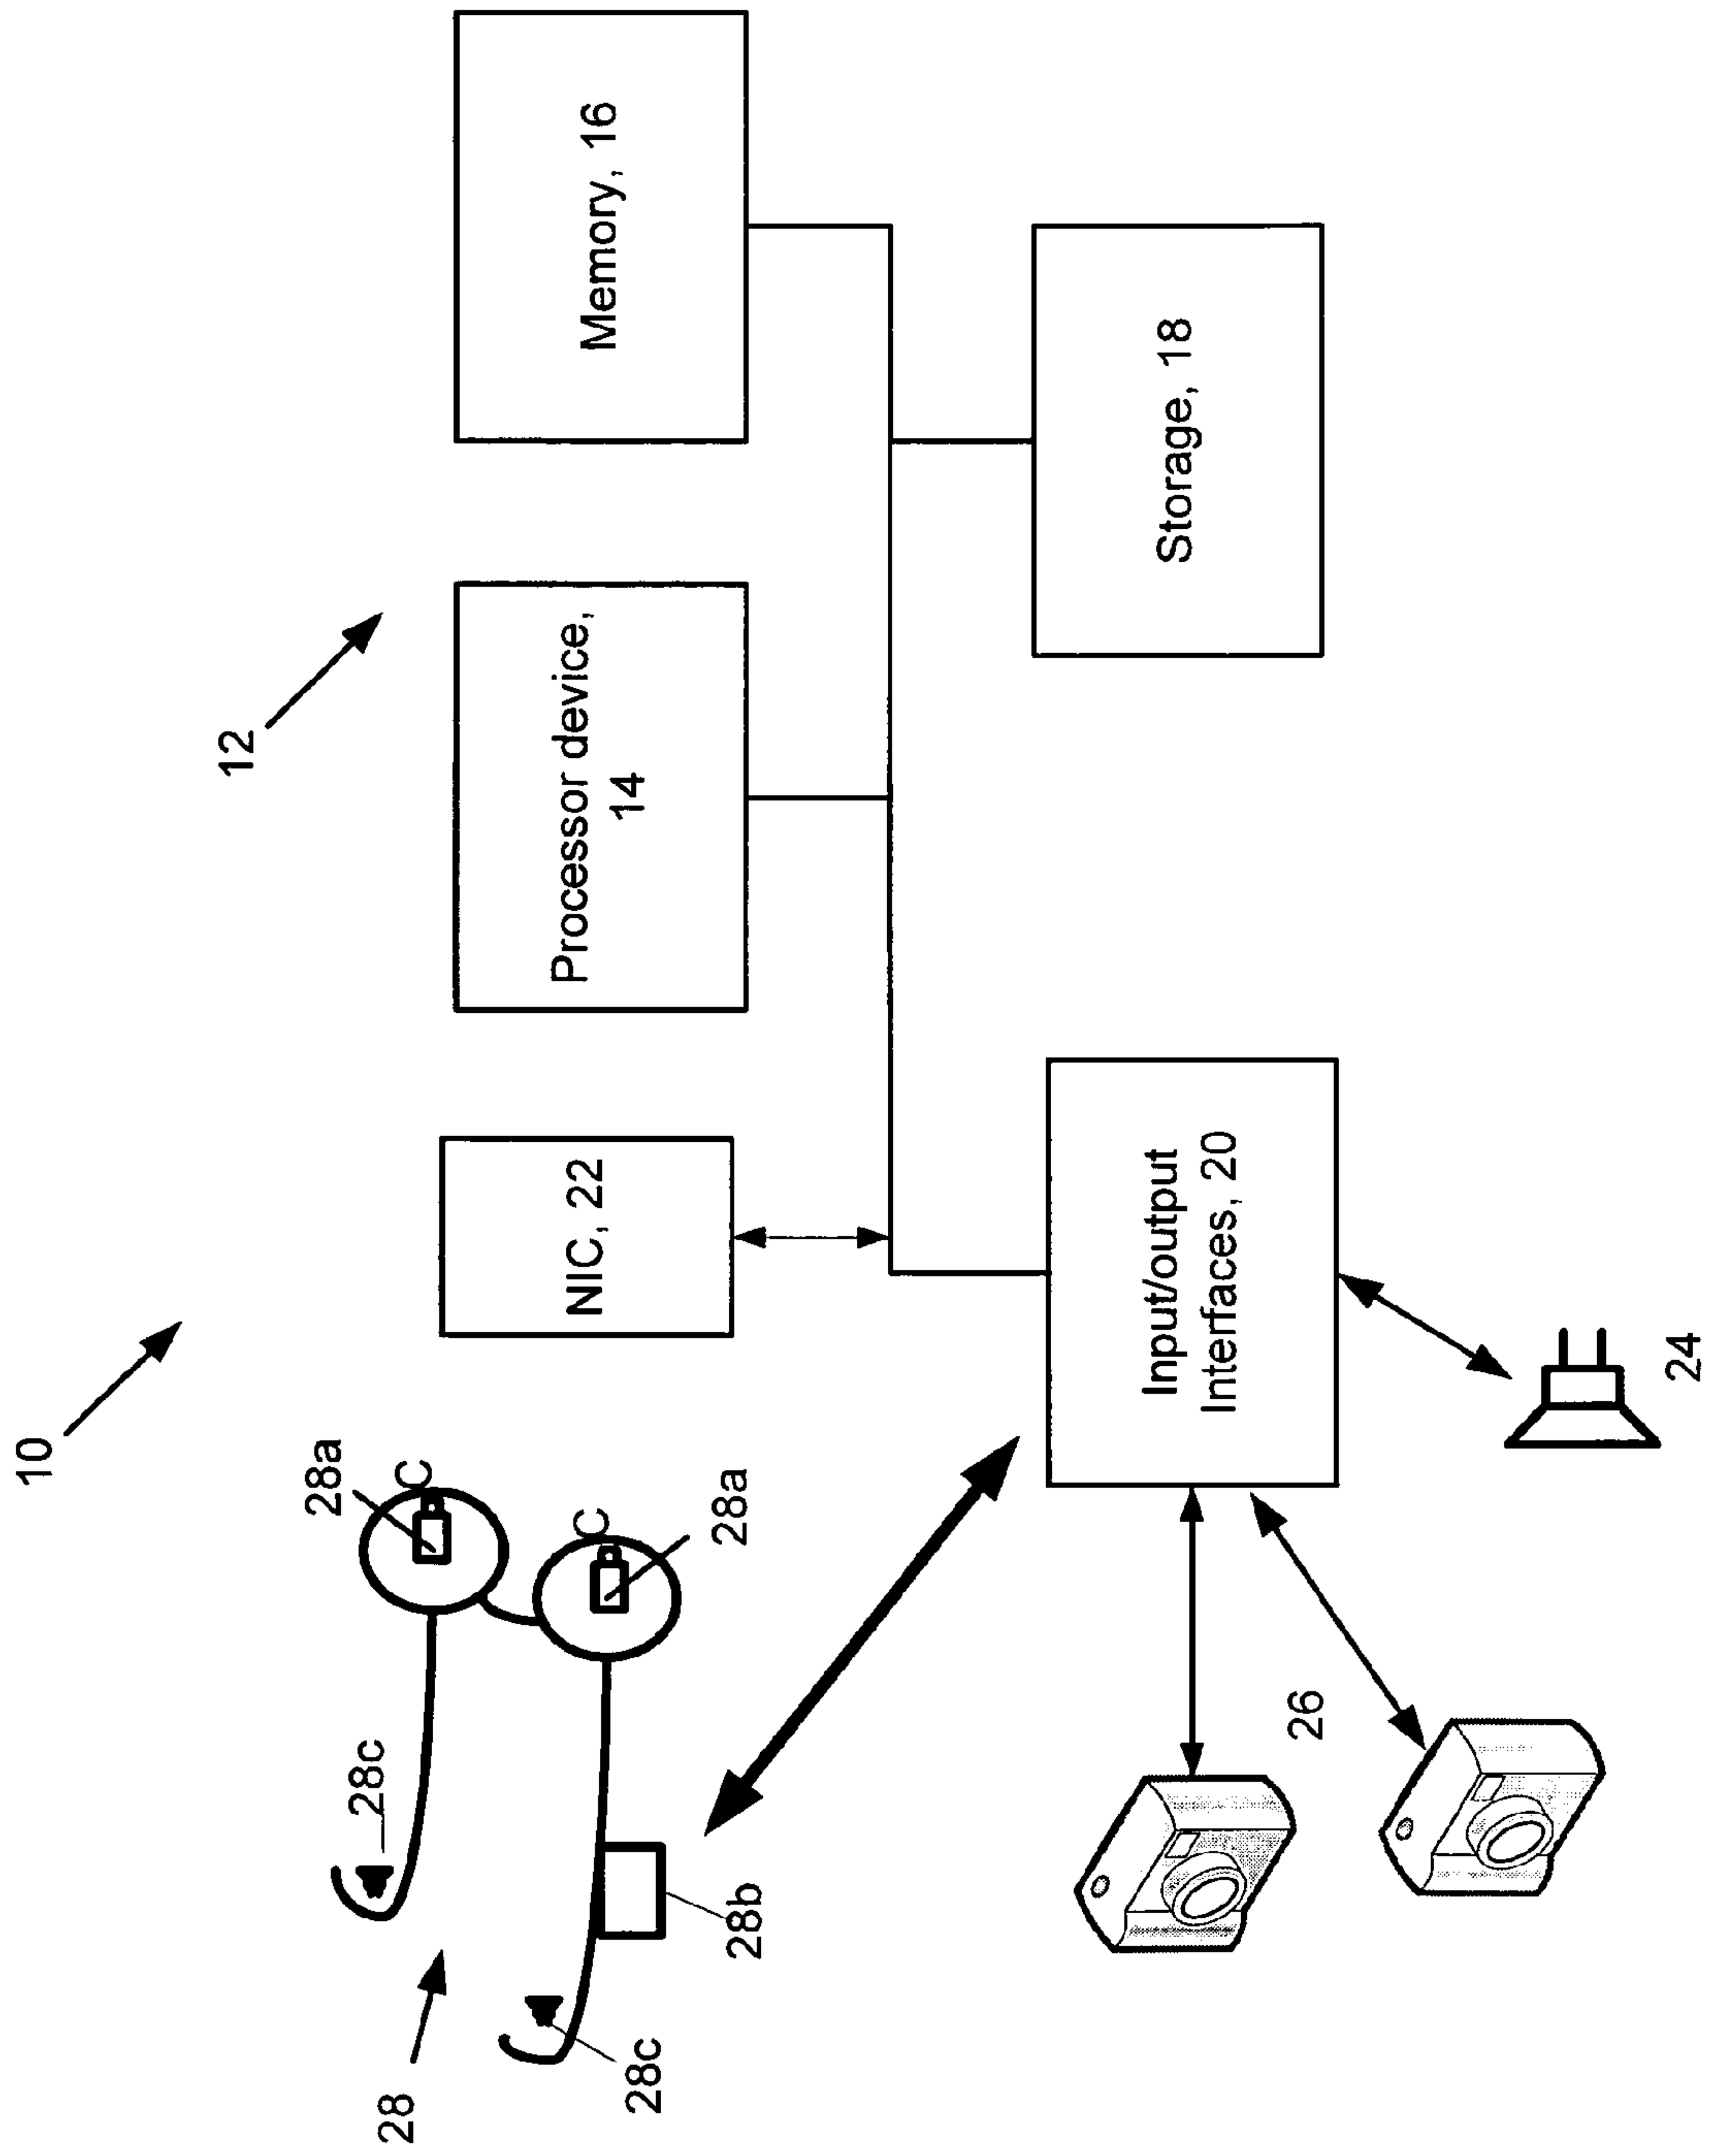 10
12
28
28c
28a
C
28c
28b
28a
C
NIC, 22
Processor device,
14
Memory, 16
Input/output
Interfaces, 20
Storage, 18
26
24